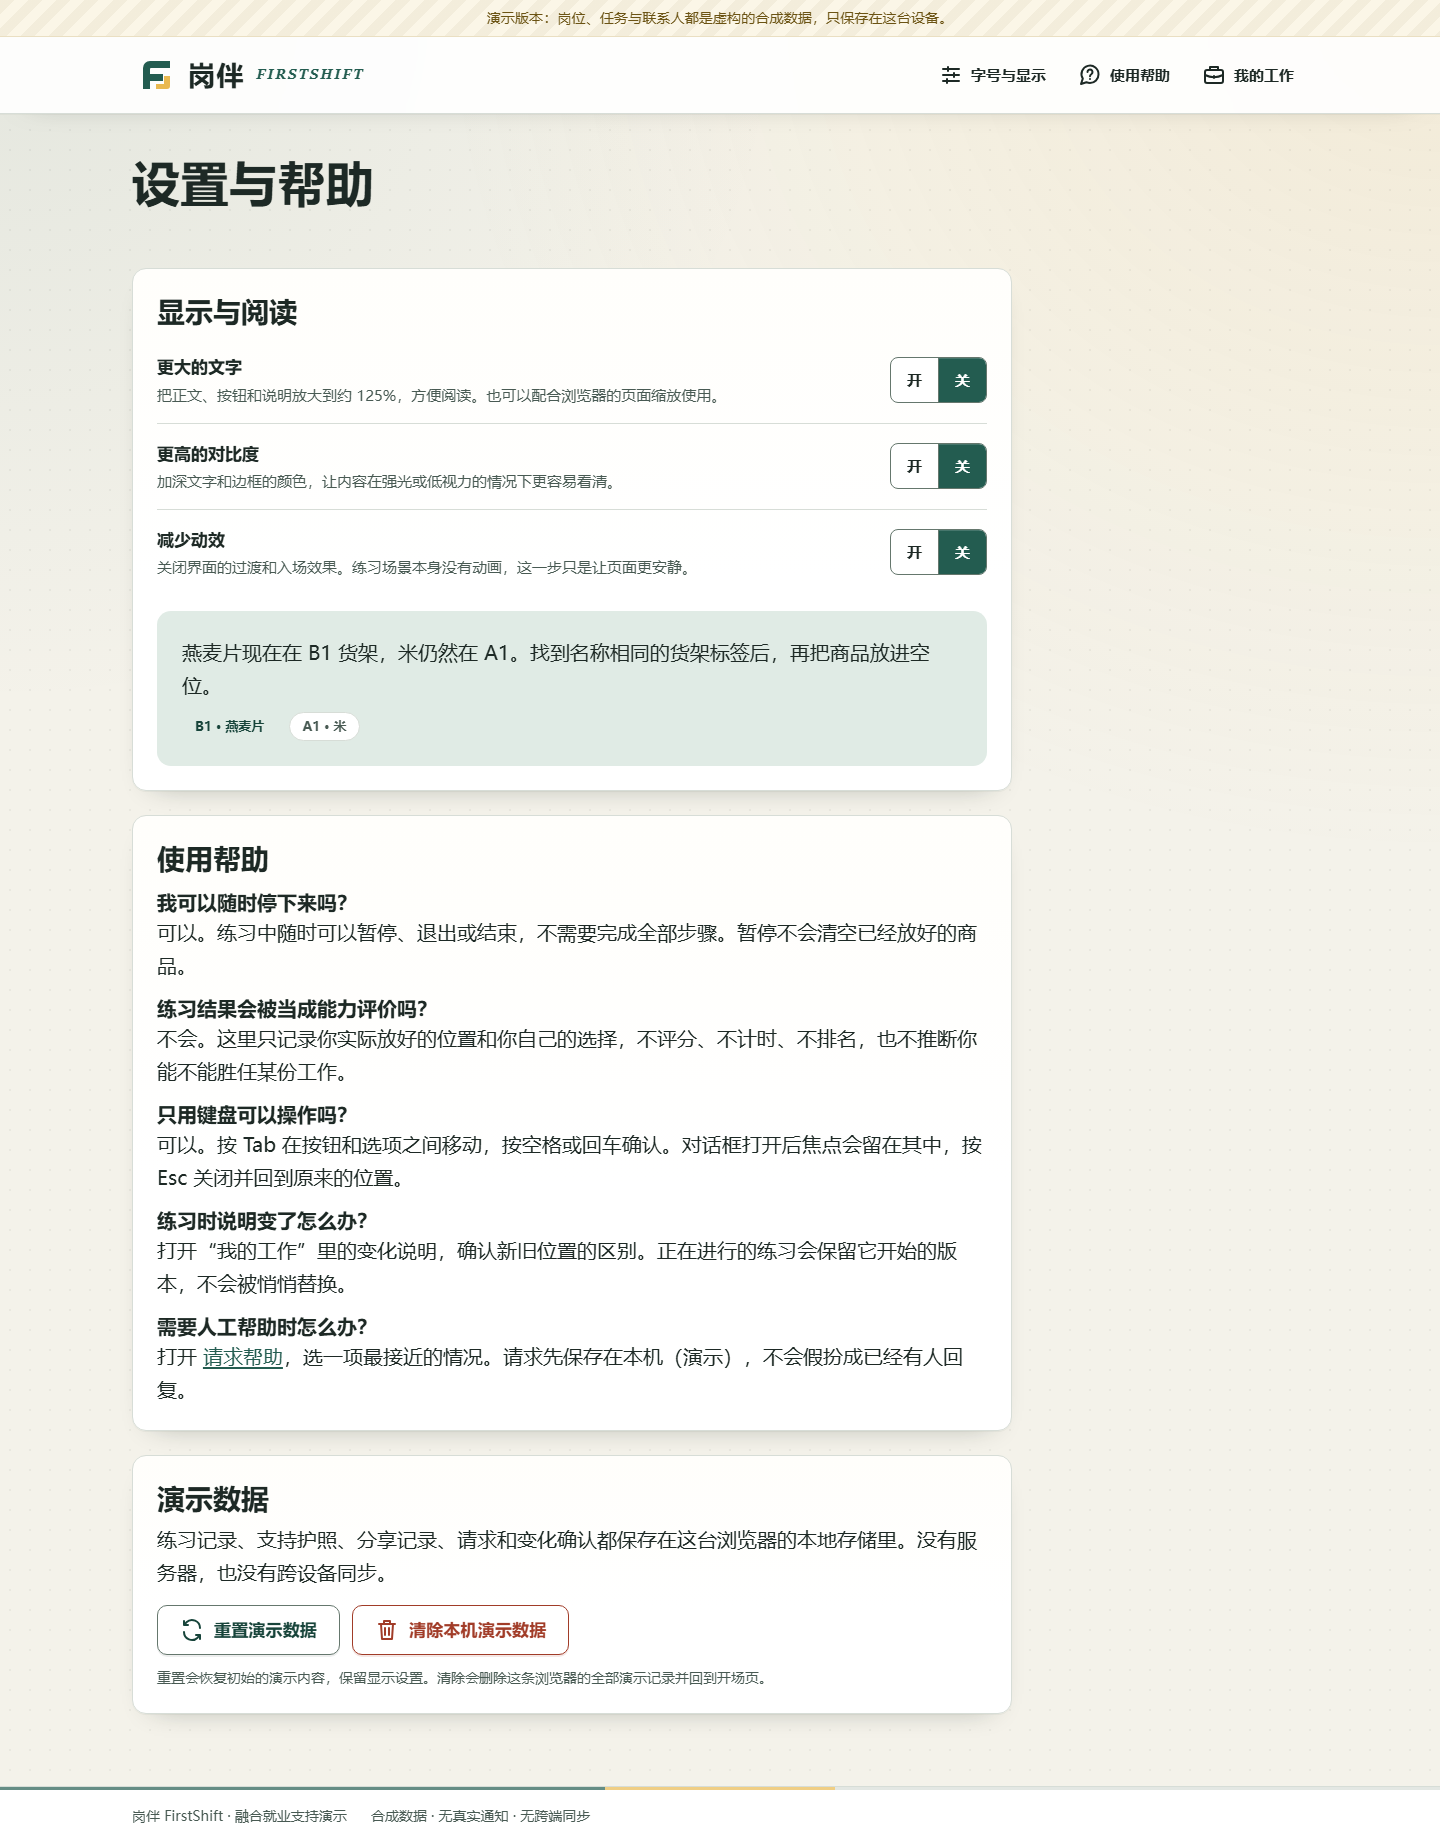 演示版本：岗位、任务与联系人都是虚构的合成数据，只保存在这台设备。
岗伴 FIRSTSHIFT
字号与显示
使用帮助
我的工作
设置与帮助
显示与阅读
更大的文字
把正文、按钮和说明放大到约 125%，方便阅读。也可以配合浏览器的页面缩放使用。
开 关
更高的对比度
加深文字和边框的颜色，让内容在强光或低视力的情况下更容易看清。
开 关
减少动效
关闭界面的过渡和入场效果。练习场景本身没有动画，这一步只是让页面更安静。
开 关
燕麦片现在在 B1 货架，米仍然在 A1。找到名称相同的货架标签后，再把商品放进空
位。
B1 • 燕麦片
A1 • 米
使用帮助
我可以随时停下来吗？
可以。练习中随时可以暂停、退出或结束，不需要完成全部步骤。暂停不会清空已经放好的商
品。
练习结果会被当成能力评价吗？
不会。这里只记录你实际放好的位置和你自己的选择，不评分、不计时、不排名，也不推断你
能不能胜任某份工作。
只用键盘可以操作吗？
可以。按 Tab 在按钮和选项之间移动，按空格或回车确认。对话框打开后焦点会留在其中，按
Esc 关闭并回到原来的位置。
练习时说明变了怎么办？
打开“我的工作”里的变化说明，确认新旧位置的区别。正在进行的练习会保留它开始的版
本，不会被悄悄替换。
需要人工帮助时怎么办？
打开 请求帮助，选一项最接近的情况。请求先保存在本机（演示），不会假扮成已经有人回
复。
演示数据
练习记录、支持护照、分享记录、请求和变化确认都保存在这台浏览器的本地存储里。没有服
务器，也没有跨设备同步。
重置演示数据
清除本机演示数据
重置会恢复初始的演示内容，保留显示设置。清除会删除这条浏览器的全部演示记录并回到开场页。
岗伴 FirstShift · 融合就业支持演示
合成数据 · 无真实通知 · 无跨端同步